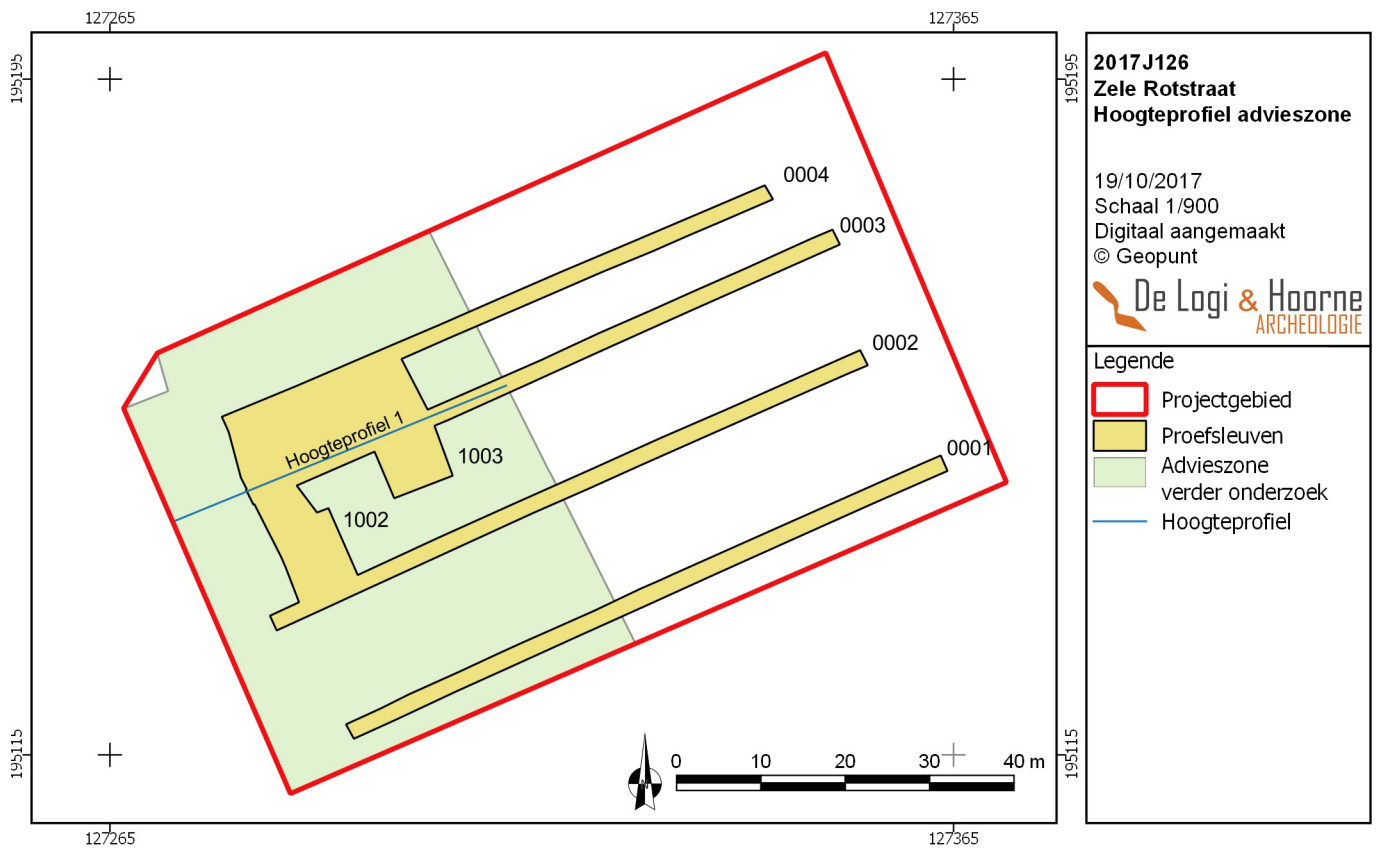 127265
127365
195195
195195
0004
0003
0002
0001
Hoogteprofiel 1
1003
1002
195115
195115
N
0 10 20 30 40 m
127265
127365
2017J126
Zele Rotstraat
Hoogteprofiel advieszone
19/10/2017
Schaal 1/900
Digitaal aangemaakt
© Geopunt
De Logi & Hoorne
ARCHEOLOGIE
Legende
Projectgebied
Proefsleuven
Advieszone
verder onderzoek
Hoogteprofiel